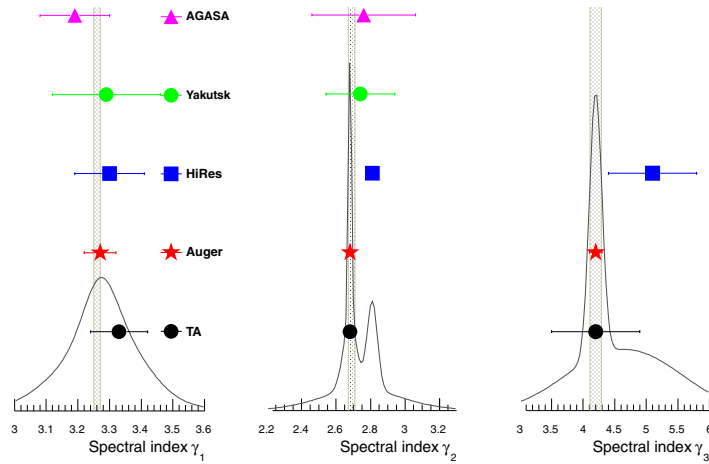 AGASA
Yakutsk
HiRes
Auger
TA
3 3.1 3.2 3.3 3.4 3.5 3.6
2.2 2.4 2.6 2.8 3 3.2
3 3.5 4 4.5 5 5.5 6
Spectral index γ1
Spectral index γ2
Spectral index γ3